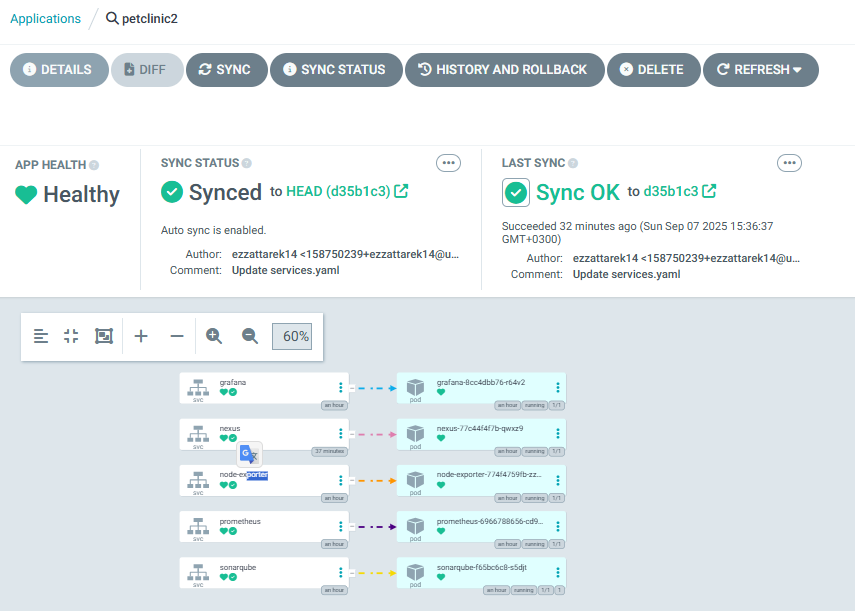 Applications petclinic2
DETAILS DIFF SYNC SYNC STATUS HISTORY AND ROLLBACK DELETE REFRESH
APP HEALTH
Healthy
SYNC STATUS
Synced to HEAD (d35b1c3)
Auto sync is enabled.
Author: ezzattarek14 <158750239+ezzattarek14@u...
Comment: Update services.yaml
LAST SYNC
Sync OK to d35b1c3
Succeeded 32 minutes ago (Sun Sep 07 2025 15:36:37
GMT+0300)
Author: ezzattarek14 <158750239+ezzattarek14@u...
Comment: Update services.yaml
60%
grafana
svc
an hour
grafana-8cc4dbb76-r64v2
pod
an hour running 1/1
nexus
svc
37 minutes
nexus-77c44f4f7b-qwxz9
pod
an hour running 1/1
node-exporter
svc
an hour
node-exporter-774f4759fb-zz...
pod
an hour running 1/1
prometheus
svc
an hour
prometheus-6966788656-cd9...
pod
an hour running 1/1
sonarqube
svc
an hour
sonarqube-f65bc6c8-s5djt
pod
an hour running 1/1 1